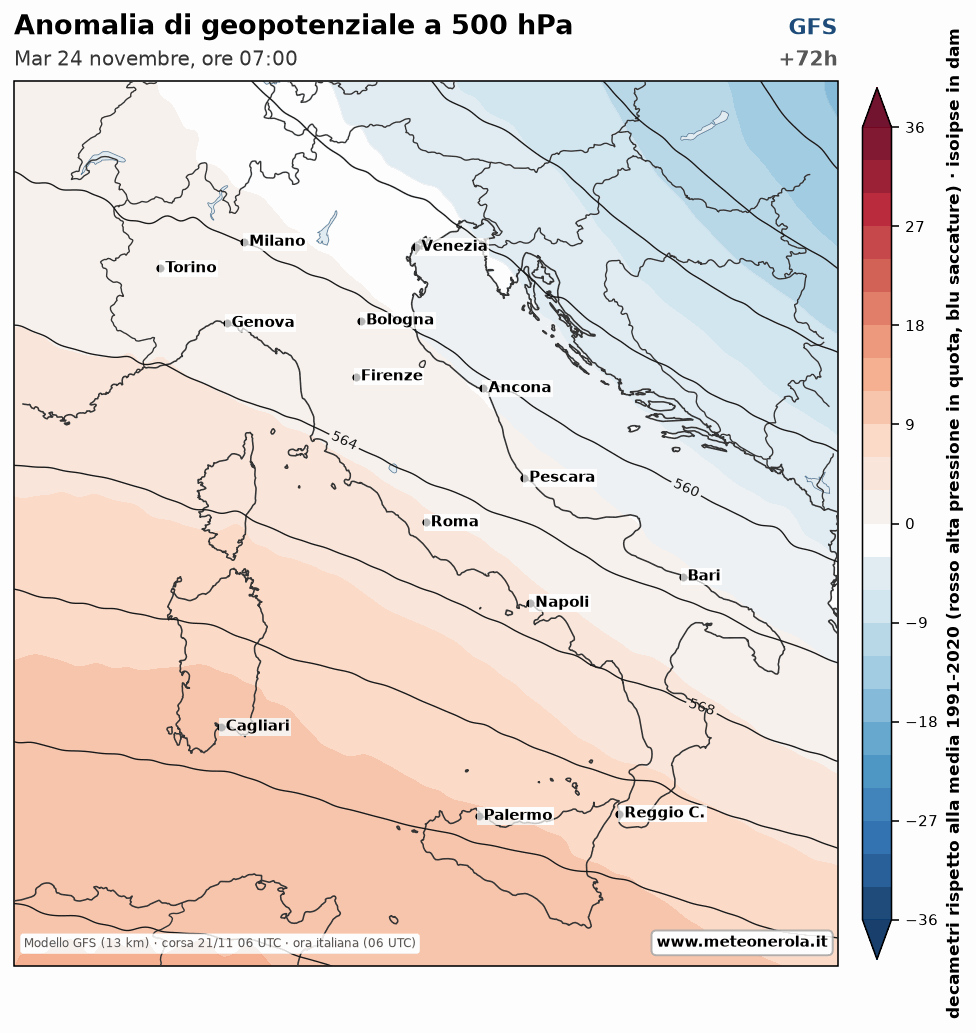 Anomalia di geopotenziale a 500 hPa
GFS
Mar 24 novembre, ore 07:00
+72h
Milano
Venezia
Torino
Bologna
Genova
Firenze
Ancona
564
Pescara
560
Roma
Bari
Napoli
568
Cagliari
Palermo
Reggio C.
Modello GFS (13 km) · corsa 21/11 06 UTC · ora italiana (06 UTC)
www.meteonerola.it
36
27
18
9
0
−9
−18
−27
−36
decametri rispetto alla media 1991-2020 (rosso alta pressione in quota, blu saccature) · isoipse in dam